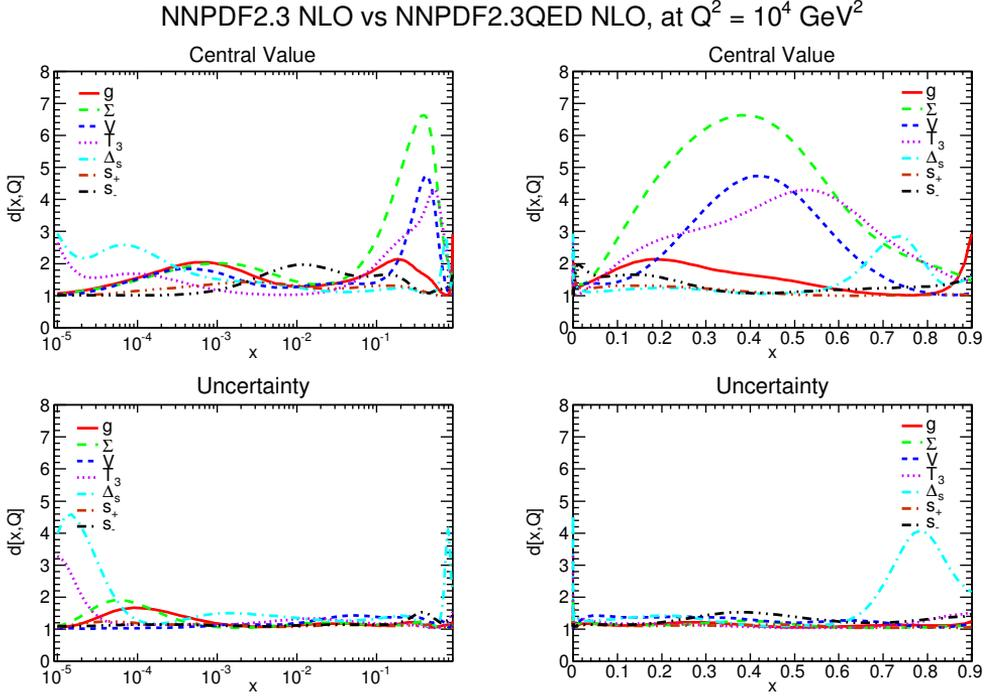 NNPDF2.3 NLO vs NNPDF2.3QED NLO, at Q² = 10⁴ GeV²
Central Value
8
7
6
5
4
3
2
1
0
d[x,Q]
g
Σ
V
T₃
Δₛ
s₊
s₋
10⁻⁵ 10⁻⁴ 10⁻³ 10⁻² 10⁻¹
x
Central Value
8
7
6
5
4
3
2
1
0
d[x,Q]
g
Σ
V
T₃
Δₛ
s₊
s₋
0 0.1 0.2 0.3 0.4 0.5 0.6 0.7 0.8 0.9
x
Uncertainty
8
7
6
5
4
3
2
1
0
d[x,Q]
g
Σ
V
T₃
Δₛ
s₊
s₋
10⁻⁵ 10⁻⁴ 10⁻³ 10⁻² 10⁻¹
x
Uncertainty
8
7
6
5
4
3
2
1
0
d[x,Q]
g
Σ
V
T₃
Δₛ
s₊
s₋
0 0.1 0.2 0.3 0.4 0.5 0.6 0.7 0.8 0.9
x